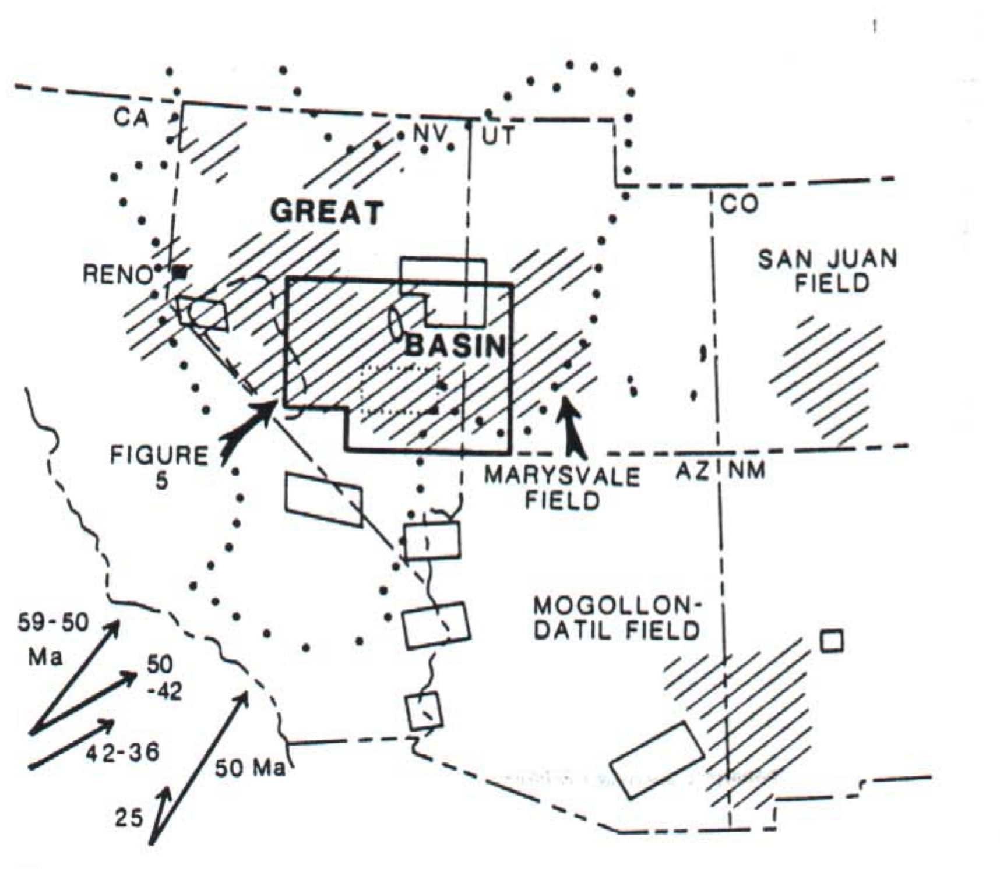 CA
NV
UT
GREAT
CO
SAN JUAN
FIELD
RENO
BASIN
FIGURE
5
MARYSVALE
FIELD
AZ
NM
MOGOLLON-
DATIL FIELD
59-50
Ma
50
-42
42-36
50 Ma
25